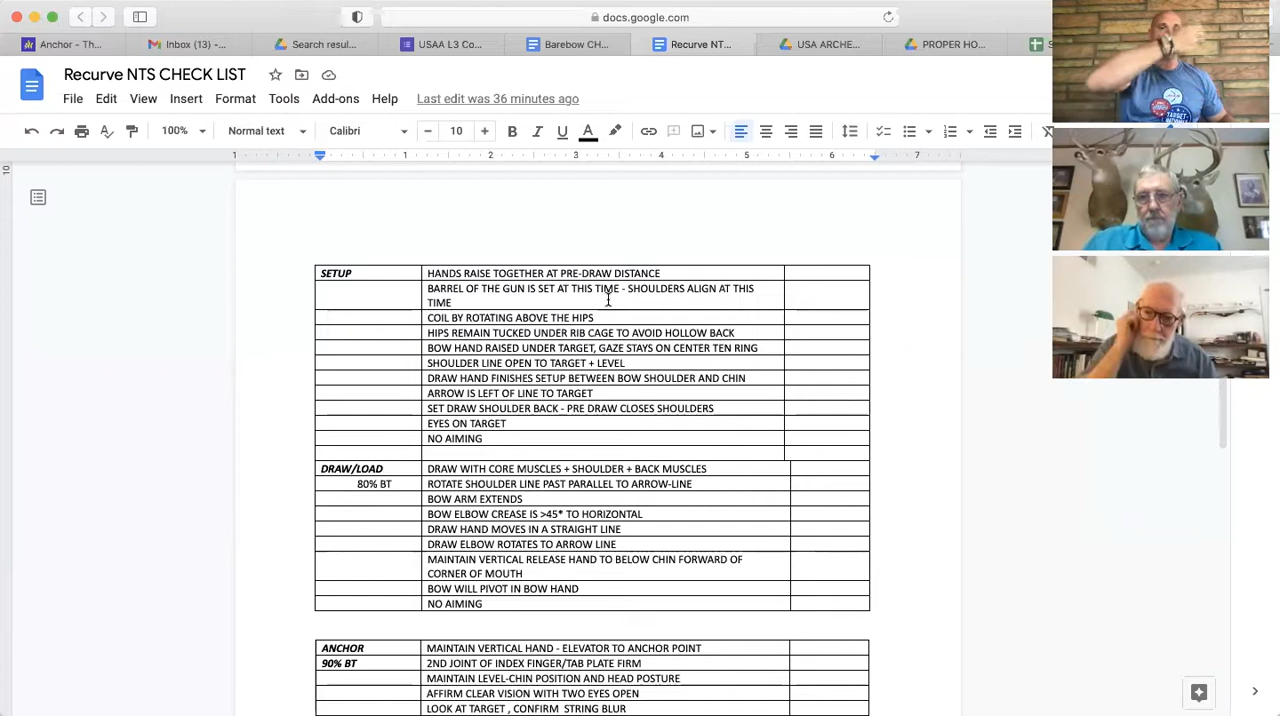 docs.google.com
Anchor - Th...
Inbox (13) -...
Search resul...
USAA L3 Co...
Barebow CH...
Recurve NT...
USA ARCHE...
PROPER HO...
S
Recurve NTS CHECK LIST
File Edit View Insert Format Tools Add-ons Help Last edit was 36 minutes ago
100% Normal text Calibri − 10 + B I U A
1 1 2 3 4 5 6 7
10
SETUP HANDS RAISE TOGETHER AT PRE-DRAW DISTANCE
BARREL OF THE GUN IS SET AT THIS TIME - SHOULDERS ALIGN AT THIS
TIME
COIL BY ROTATING ABOVE THE HIPS
HIPS REMAIN TUCKED UNDER RIB CAGE TO AVOID HOLLOW BACK
BOW HAND RAISED UNDER TARGET, GAZE STAYS ON CENTER TEN RING
SHOULDER LINE OPEN TO TARGET + LEVEL
DRAW HAND FINISHES SETUP BETWEEN BOW SHOULDER AND CHIN
ARROW IS LEFT OF LINE TO TARGET
SET DRAW SHOULDER BACK - PRE DRAW CLOSES SHOULDERS
EYES ON TARGET
NO AIMING
DRAW/LOAD DRAW WITH CORE MUSCLES + SHOULDER + BACK MUSCLES
80% BT ROTATE SHOULDER LINE PAST PARALLEL TO ARROW-LINE
BOW ARM EXTENDS
BOW ELBOW CREASE IS >45* TO HORIZONTAL
DRAW HAND MOVES IN A STRAIGHT LINE
DRAW ELBOW ROTATES TO ARROW LINE
MAINTAIN VERTICAL RELEASE HAND TO BELOW CHIN FORWARD OF
CORNER OF MOUTH
BOW WILL PIVOT IN BOW HAND
NO AIMING
ANCHOR MAINTAIN VERTICAL HAND - ELEVATOR TO ANCHOR POINT
90% BT 2ND JOINT OF INDEX FINGER/TAB PLATE FIRM
MAINTAIN LEVEL-CHIN POSITION AND HEAD POSTURE
AFFIRM CLEAR VISION WITH TWO EYES OPEN
LOOK AT TARGET , CONFIRM STRING BLUR